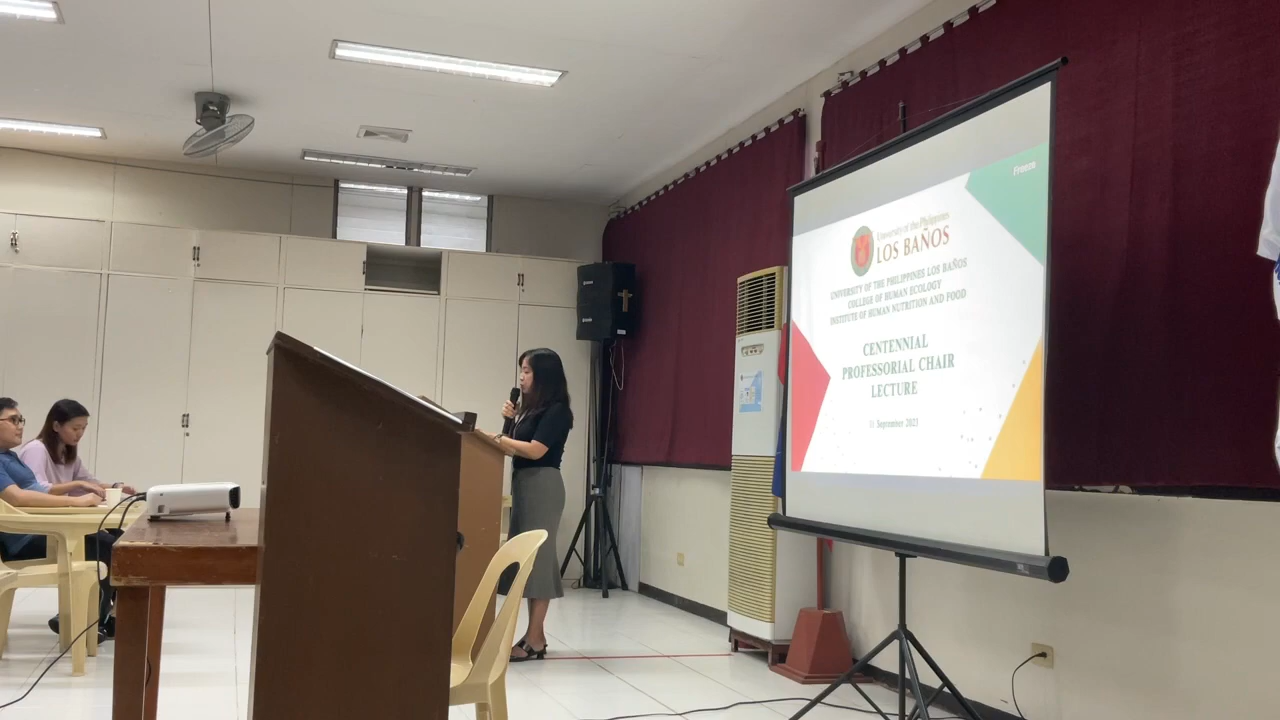 Freeze
University of the Philippines
LOS BAÑOS
UNIVERSITY OF THE PHILIPPINES LOS BAÑOS
COLLEGE OF HUMAN ECOLOGY
INSTITUTE OF HUMAN NUTRITION AND FOOD
CENTENNIAL
PROFESSORIAL CHAIR
LECTURE
September